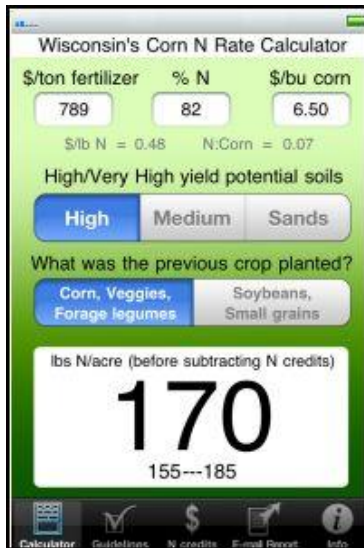 Wisconsin's Corn N Rate Calculator
$/ton fertilizer % N $/bu corn
789 82 6.50
$/lb N = 0.48 N:Corn = 0.07
High/Very High yield potential soils
High Medium Sands
What was the previous crop planted?
Corn, Veggies, Soybeans,
Forage legumes Small grains
lbs N/acre (before subtracting N credits)
170
155---185
Calculator Guidelines N credits E-mail Report Info